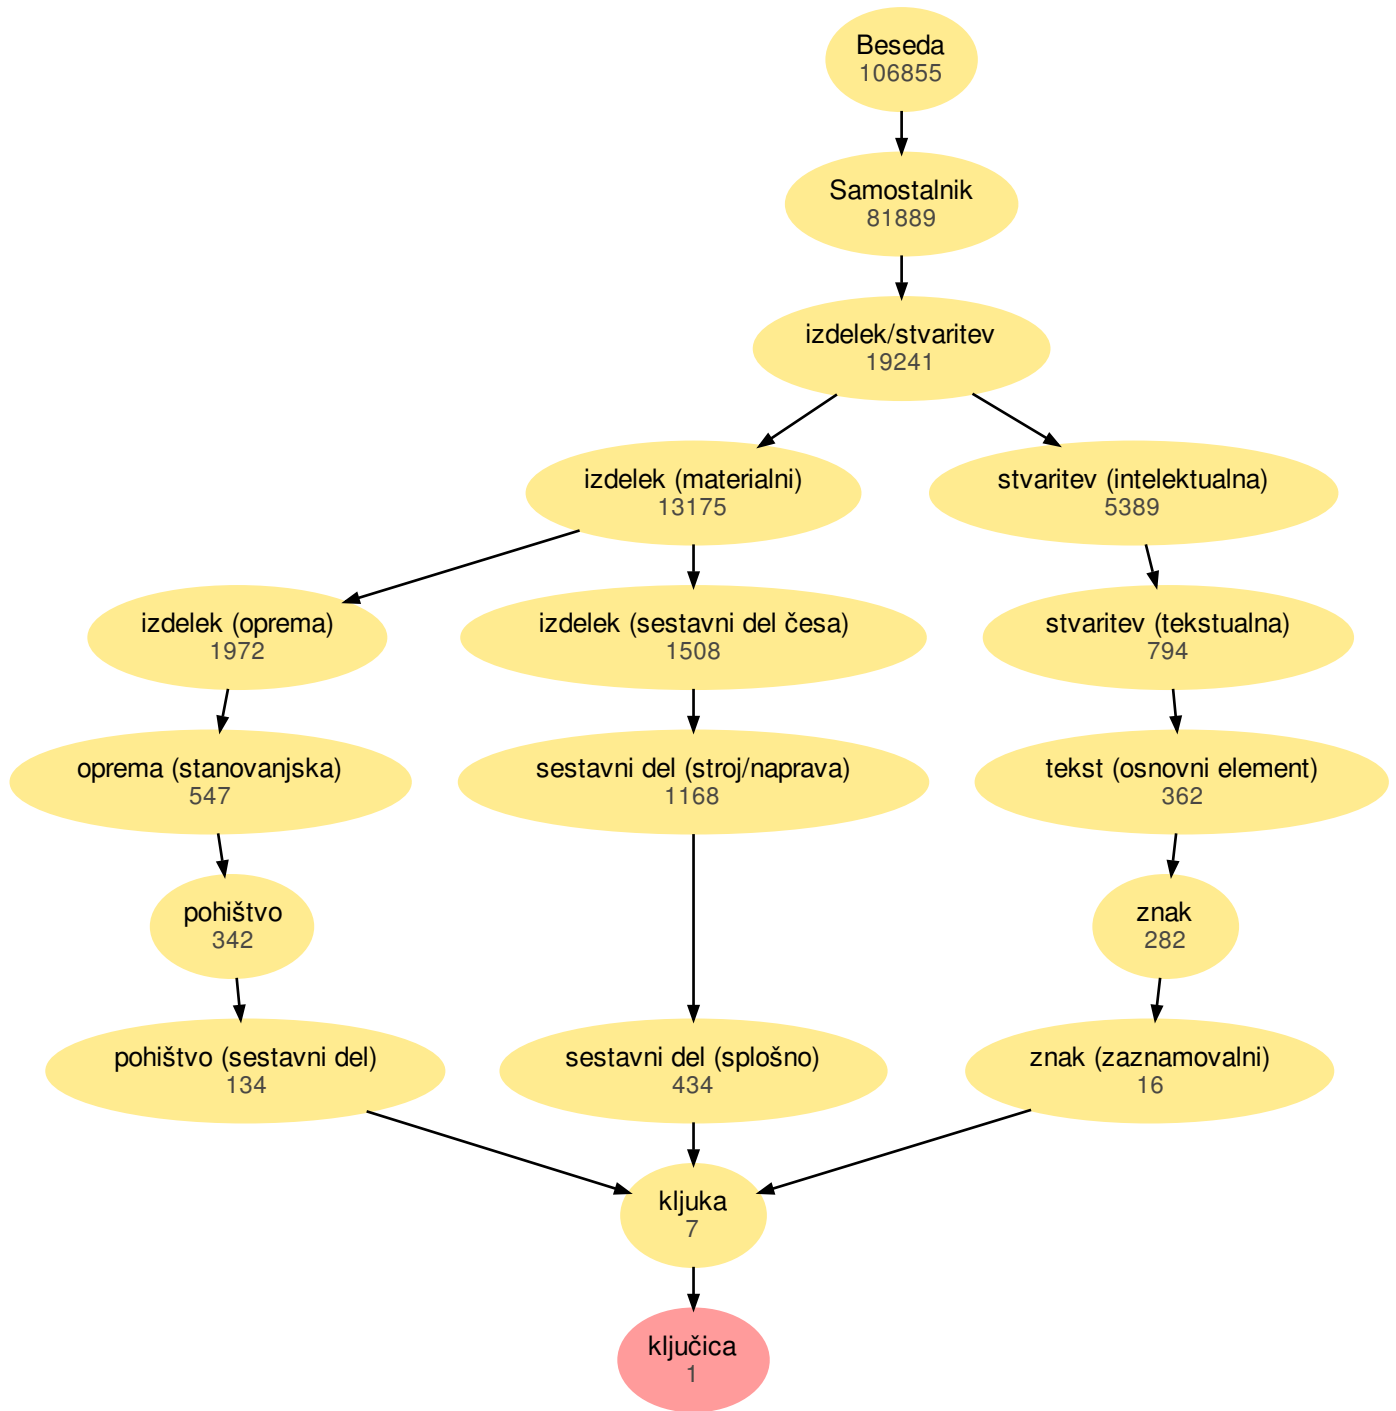 Beseda
106855
Samostalnik
81889
izdelek/stvaritev
19241
izdelek (materialni)
13175
stvaritev (intelektualna)
5389
izdelek (oprema)
1972
izdelek (sestavni del česa)
1508
stvaritev (tekstualna)
794
oprema (stanovanjska)
547
sestavni del (stroj/naprava)
1168
tekst (osnovni element)
362
pohištvo
342
znak
282
pohištvo (sestavni del)
134
sestavni del (splošno)
434
znak (zaznamovalni)
16
kljuka
7
ključica
1